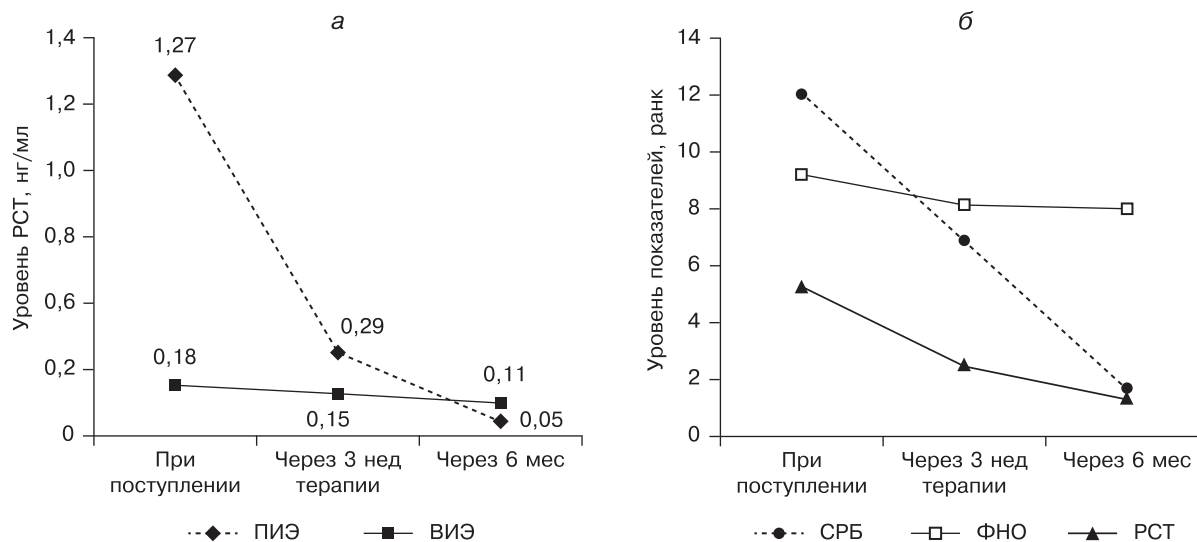 а
Уровень РСТ, нг/мл
1,4
1,2
1,0
0,8
0,6
0,4
0,2
0
1,27
0,29
0,18
0,15
0,11
0,05
При
поступлении
Через 3 нед
терапии
Через 6 мес
ПИЭ
ВИЭ
б
Уровень показателей, ранк
14
12
10
8
6
4
2
0
При
поступлении
Через 3 нед
терапии
Через 6 мес
СРБ
ФНО
РСТ